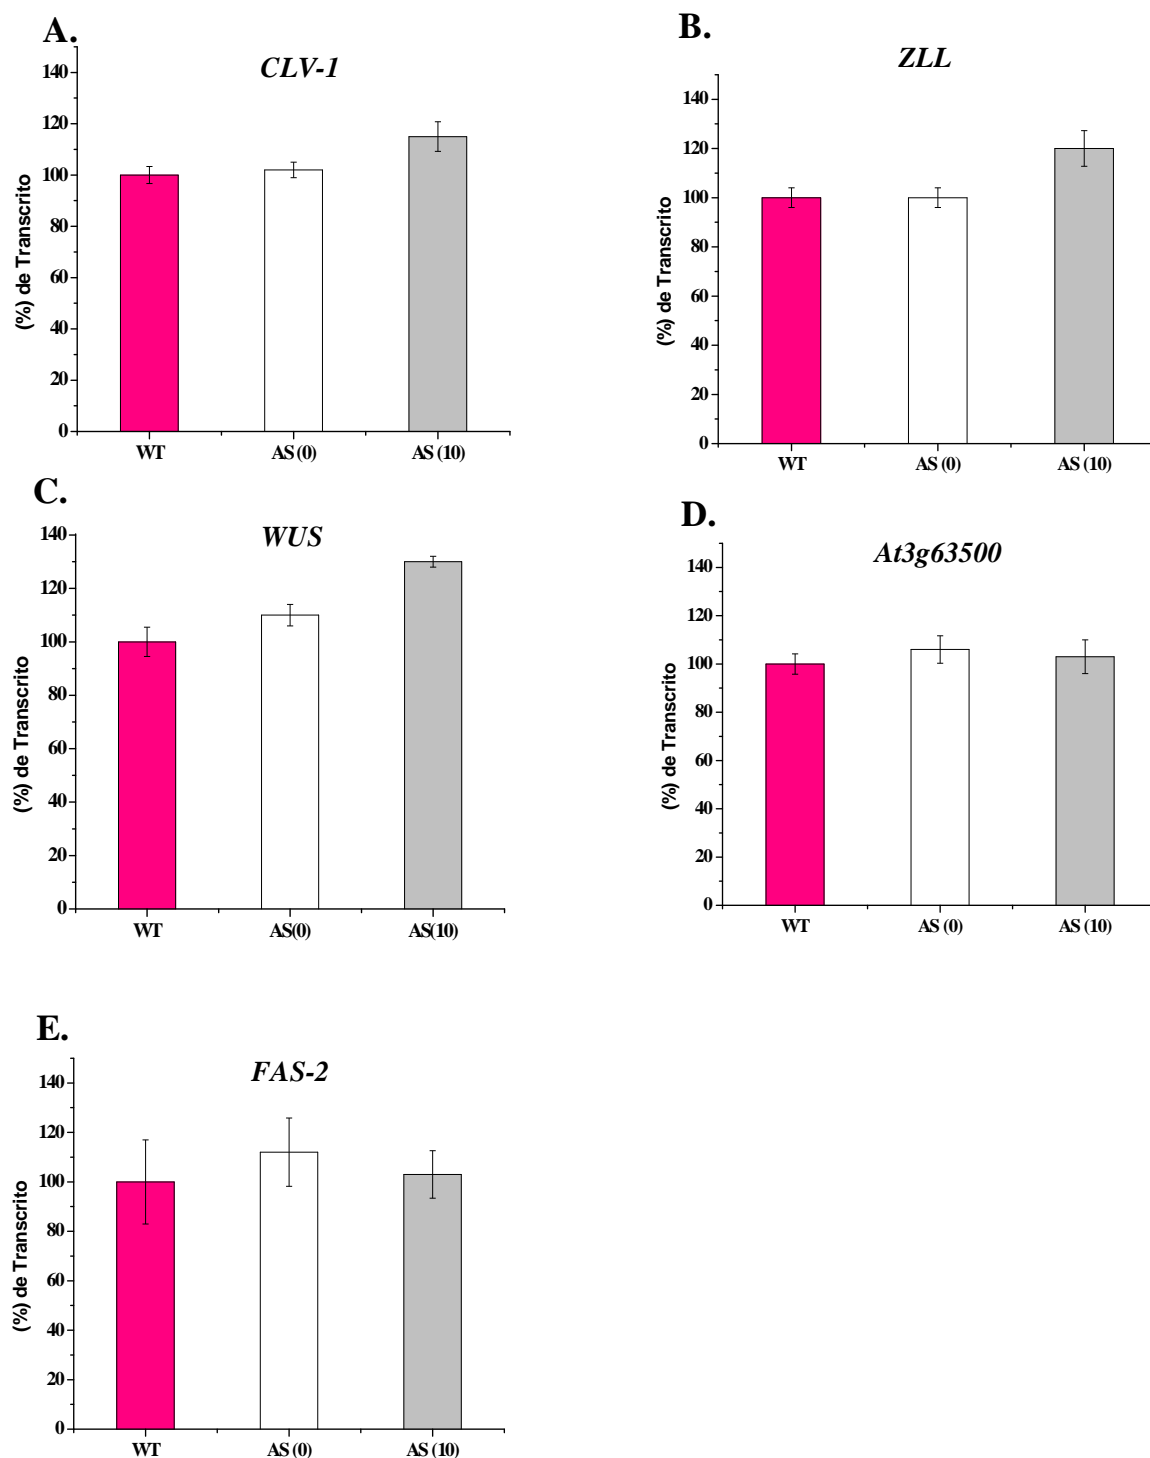 A.
CLV-1
(%) de Transcrito
140
120
100
80
60
40
20
0
WT
AS (0)
AS (10)
B.
ZLL
(%) de Transcrito
140
120
100
80
60
40
20
0
WT
AS (0)
AS (10)
C.
WUS
(%) de Transcrito
140
120
100
80
60
40
20
0
WT
AS(0)
AS(10)
D.
At3g63500
(%) de Transcrito
140
120
100
80
60
40
20
0
WT
AS (0)
AS (10)
E.
FAS-2
(%) de Transcrito
140
120
100
80
60
40
20
0
WT
AS (0)
AS (10)